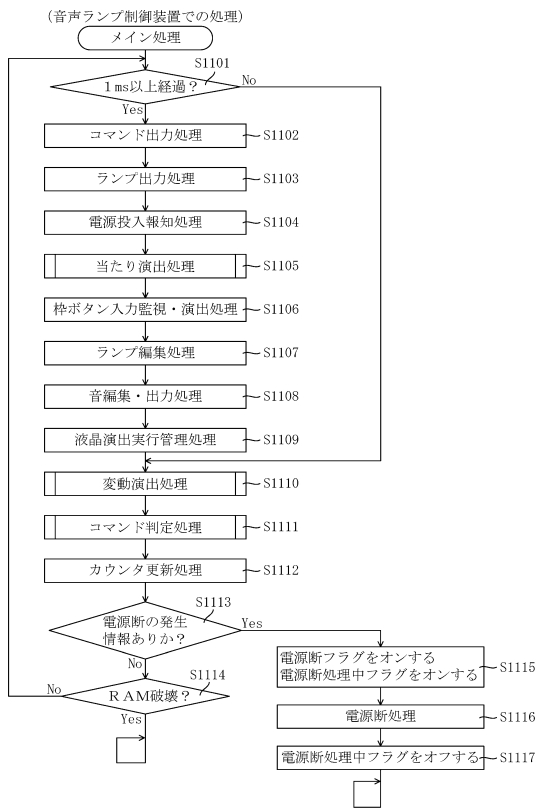 (音声ランプ制御装置での処理)
メイン処理
S1101
1ms以上経過?
No
Yes
コマンド出力処理
S1102
ランプ出力処理
S1103
電源投入報知処理
S1104
当たり演出処理
S1105
枠ボタン入力監視・演出処理
S1106
ランプ編集処理
S1107
音編集・出力処理
S1108
液晶演出実行管理処理
S1109
変動演出処理
S1110
コマンド判定処理
S1111
カウンタ更新処理
S1112
S1113
電源断の発生
情報ありか?
Yes
No
S1114
RAM破壊?
No
Yes
電源断フラグをオンする
電源断処理中フラグをオンする
S1115
電源断処理
S1116
電源断処理中フラグをオフする
S1117